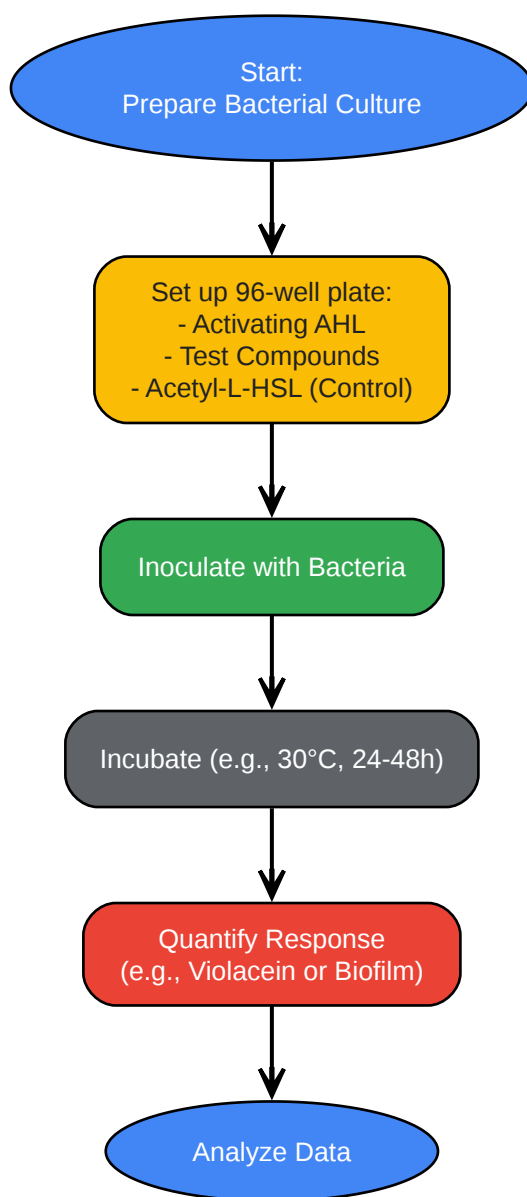 Start:
Prepare Bacterial Culture
Set up 96-well plate:
- Activating AHL
- Test Compounds
- Acetyl-L-HSL (Control)
Inoculate with Bacteria
Incubate (e.g., 30°C, 24-48h)
Quantify Response
(e.g., Violacein or Biofilm)
Analyze Data